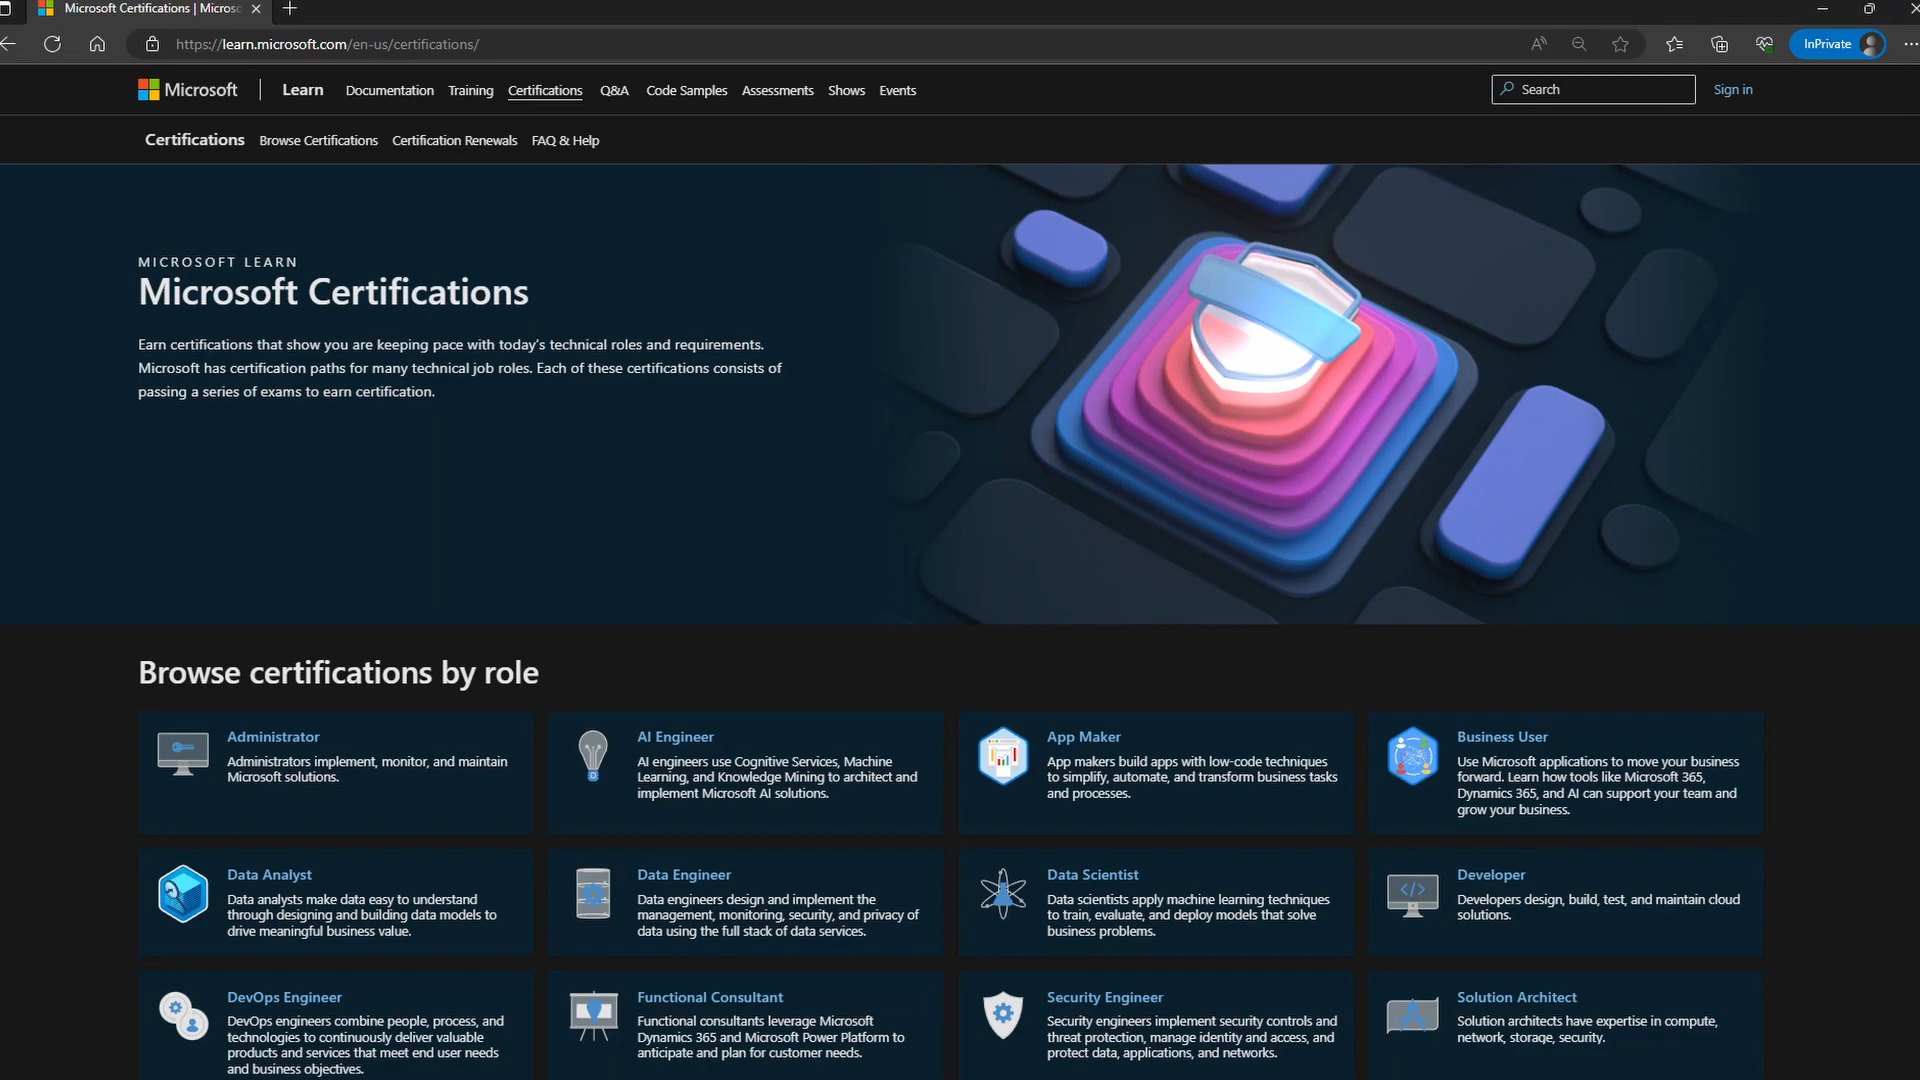 Microsoft Certifications | Micros
https://learn.microsoft.com/en-us/certifications/
InPrivate
Microsoft
Learn
Documentation
Training
Certifications
Q&A
Code Samples
Assessments
Shows
Events
Search
Sign in
Certifications
Browse Certifications
Certification Renewals
FAQ & Help
MICROSOFT LEARN
Microsoft Certifications
Earn certifications that show you are keeping pace with today's technical roles and requirements.
Microsoft has certification paths for many technical job roles. Each of these certifications consists of
passing a series of exams to earn certification.
Browse certifications by role
Administrator
Administrators implement, monitor, and maintain
Microsoft solutions.
AI Engineer
AI engineers use Cognitive Services, Machine
Learning, and Knowledge Mining to architect and
implement Microsoft AI solutions.
App Maker
App makers build apps with low-code techniques
to simplify, automate, and transform business tasks
and processes.
Business User
Use Microsoft applications to move your business
forward. Learn how tools like Microsoft 365,
Dynamics 365, and AI can support your team and
grow your business.
Data Analyst
Data analysts make data easy to understand
through designing and building data models to
drive meaningful business value.
Data Engineer
Data engineers design and implement the
management, monitoring, security, and privacy of
data using the full stack of data services.
Data Scientist
Data scientists apply machine learning techniques
to train, evaluate, and deploy models that solve
business problems.
Developer
Developers design, build, test, and maintain cloud
solutions.
DevOps Engineer
DevOps engineers combine people, process, and
technologies to continuously deliver valuable
products and services that meet end user needs
and business objectives.
Functional Consultant
Functional consultants leverage Microsoft
Dynamics 365 and Microsoft Power Platform to
anticipate and plan for customer needs.
Security Engineer
Security engineers implement security controls and
threat protection, manage identity and access, and
protect data, applications, and networks.
Solution Architect
Solution architects have expertise in compute,
network, storage, security.